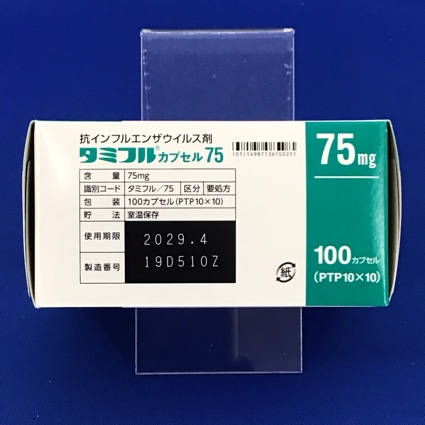 抗インフルエンザウイルス剤
タミフル®カプセル75
(01)14987136100251
含 量 75mg
識別コード タミフル/75 区分 要処方
包 装 100カプセル(PTP10×10)
貯 法 室温保存
使用期限 2029.4
製造番号 19D510Z
紙
75mg
100カプセル
(PTP10×10)